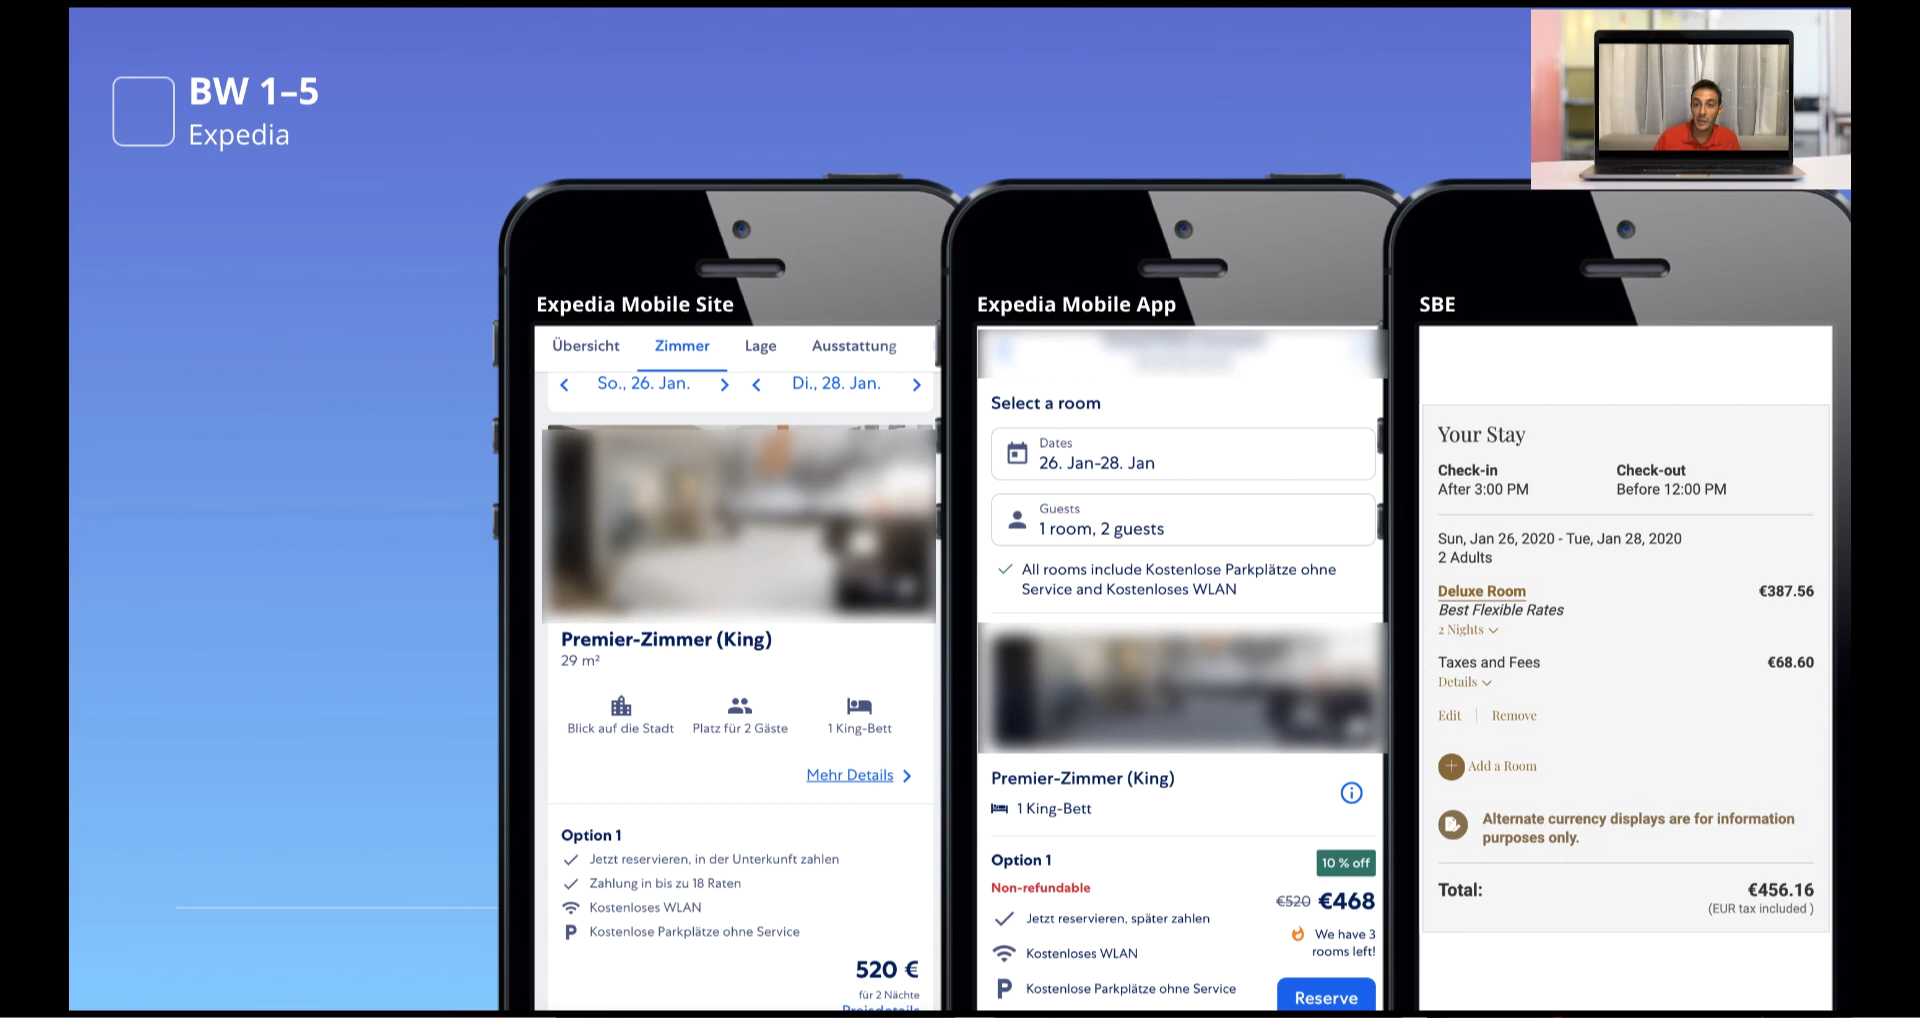 BW 1–5
Expedia
Expedia Mobile Site
Übersicht Zimmer Lage Ausstattung
So., 26. Jan. Di., 28. Jan.
Premier-Zimmer (King)
29 m²
Blick auf die Stadt Platz für 2 Gäste 1 King-Bett
Mehr Details
Option 1
Jetzt reservieren, in der Unterkunft zahlen
Zahlung in bis zu 18 Raten
Kostenloses WLAN
P Kostenlose Parkplätze ohne Service
520 €
für 2 Nächte
Preisdetails
Expedia Mobile App
Select a room
Dates
26. Jan-28. Jan
Guests
1 room, 2 guests
All rooms include Kostenlose Parkplätze ohne
Service and Kostenloses WLAN
Premier-Zimmer (King)
1 King-Bett
Option 1
10 % off
Non-refundable
€520 €468
Jetzt reservieren, später zahlen
We have 3
rooms left!
Kostenloses WLAN
P Kostenlose Parkplätze ohne Service
Reserve
SBE
Your Stay
Check-in Check-out
After 3:00 PM Before 12:00 PM
Sun, Jan 26, 2020 - Tue, Jan 28, 2020
2 Adults
Deluxe Room €387.56
Best Flexible Rates
2 Nights
Taxes and Fees €68.60
Details
Edit Remove
Add a Room
Alternate currency displays are for information
purposes only.
Total: €456.16
(EUR tax included )